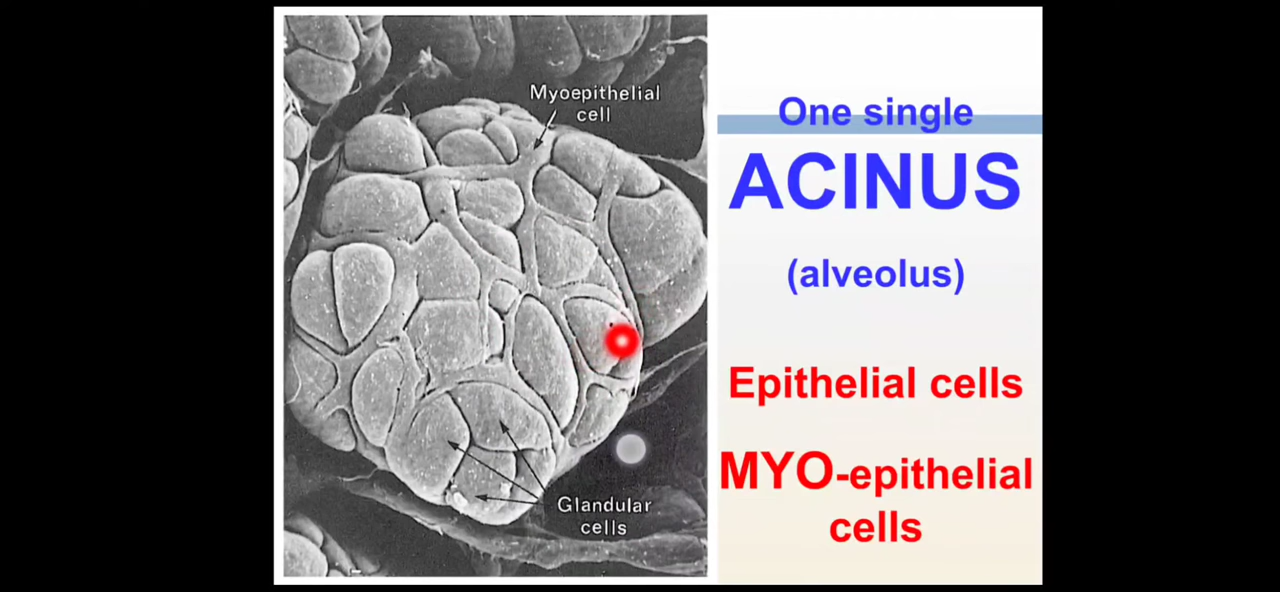 Myoepithelial
cell
Glandular
cells
One single
ACINUS
(alveolus)
Epithelial cells
MYO-epithelial
cells